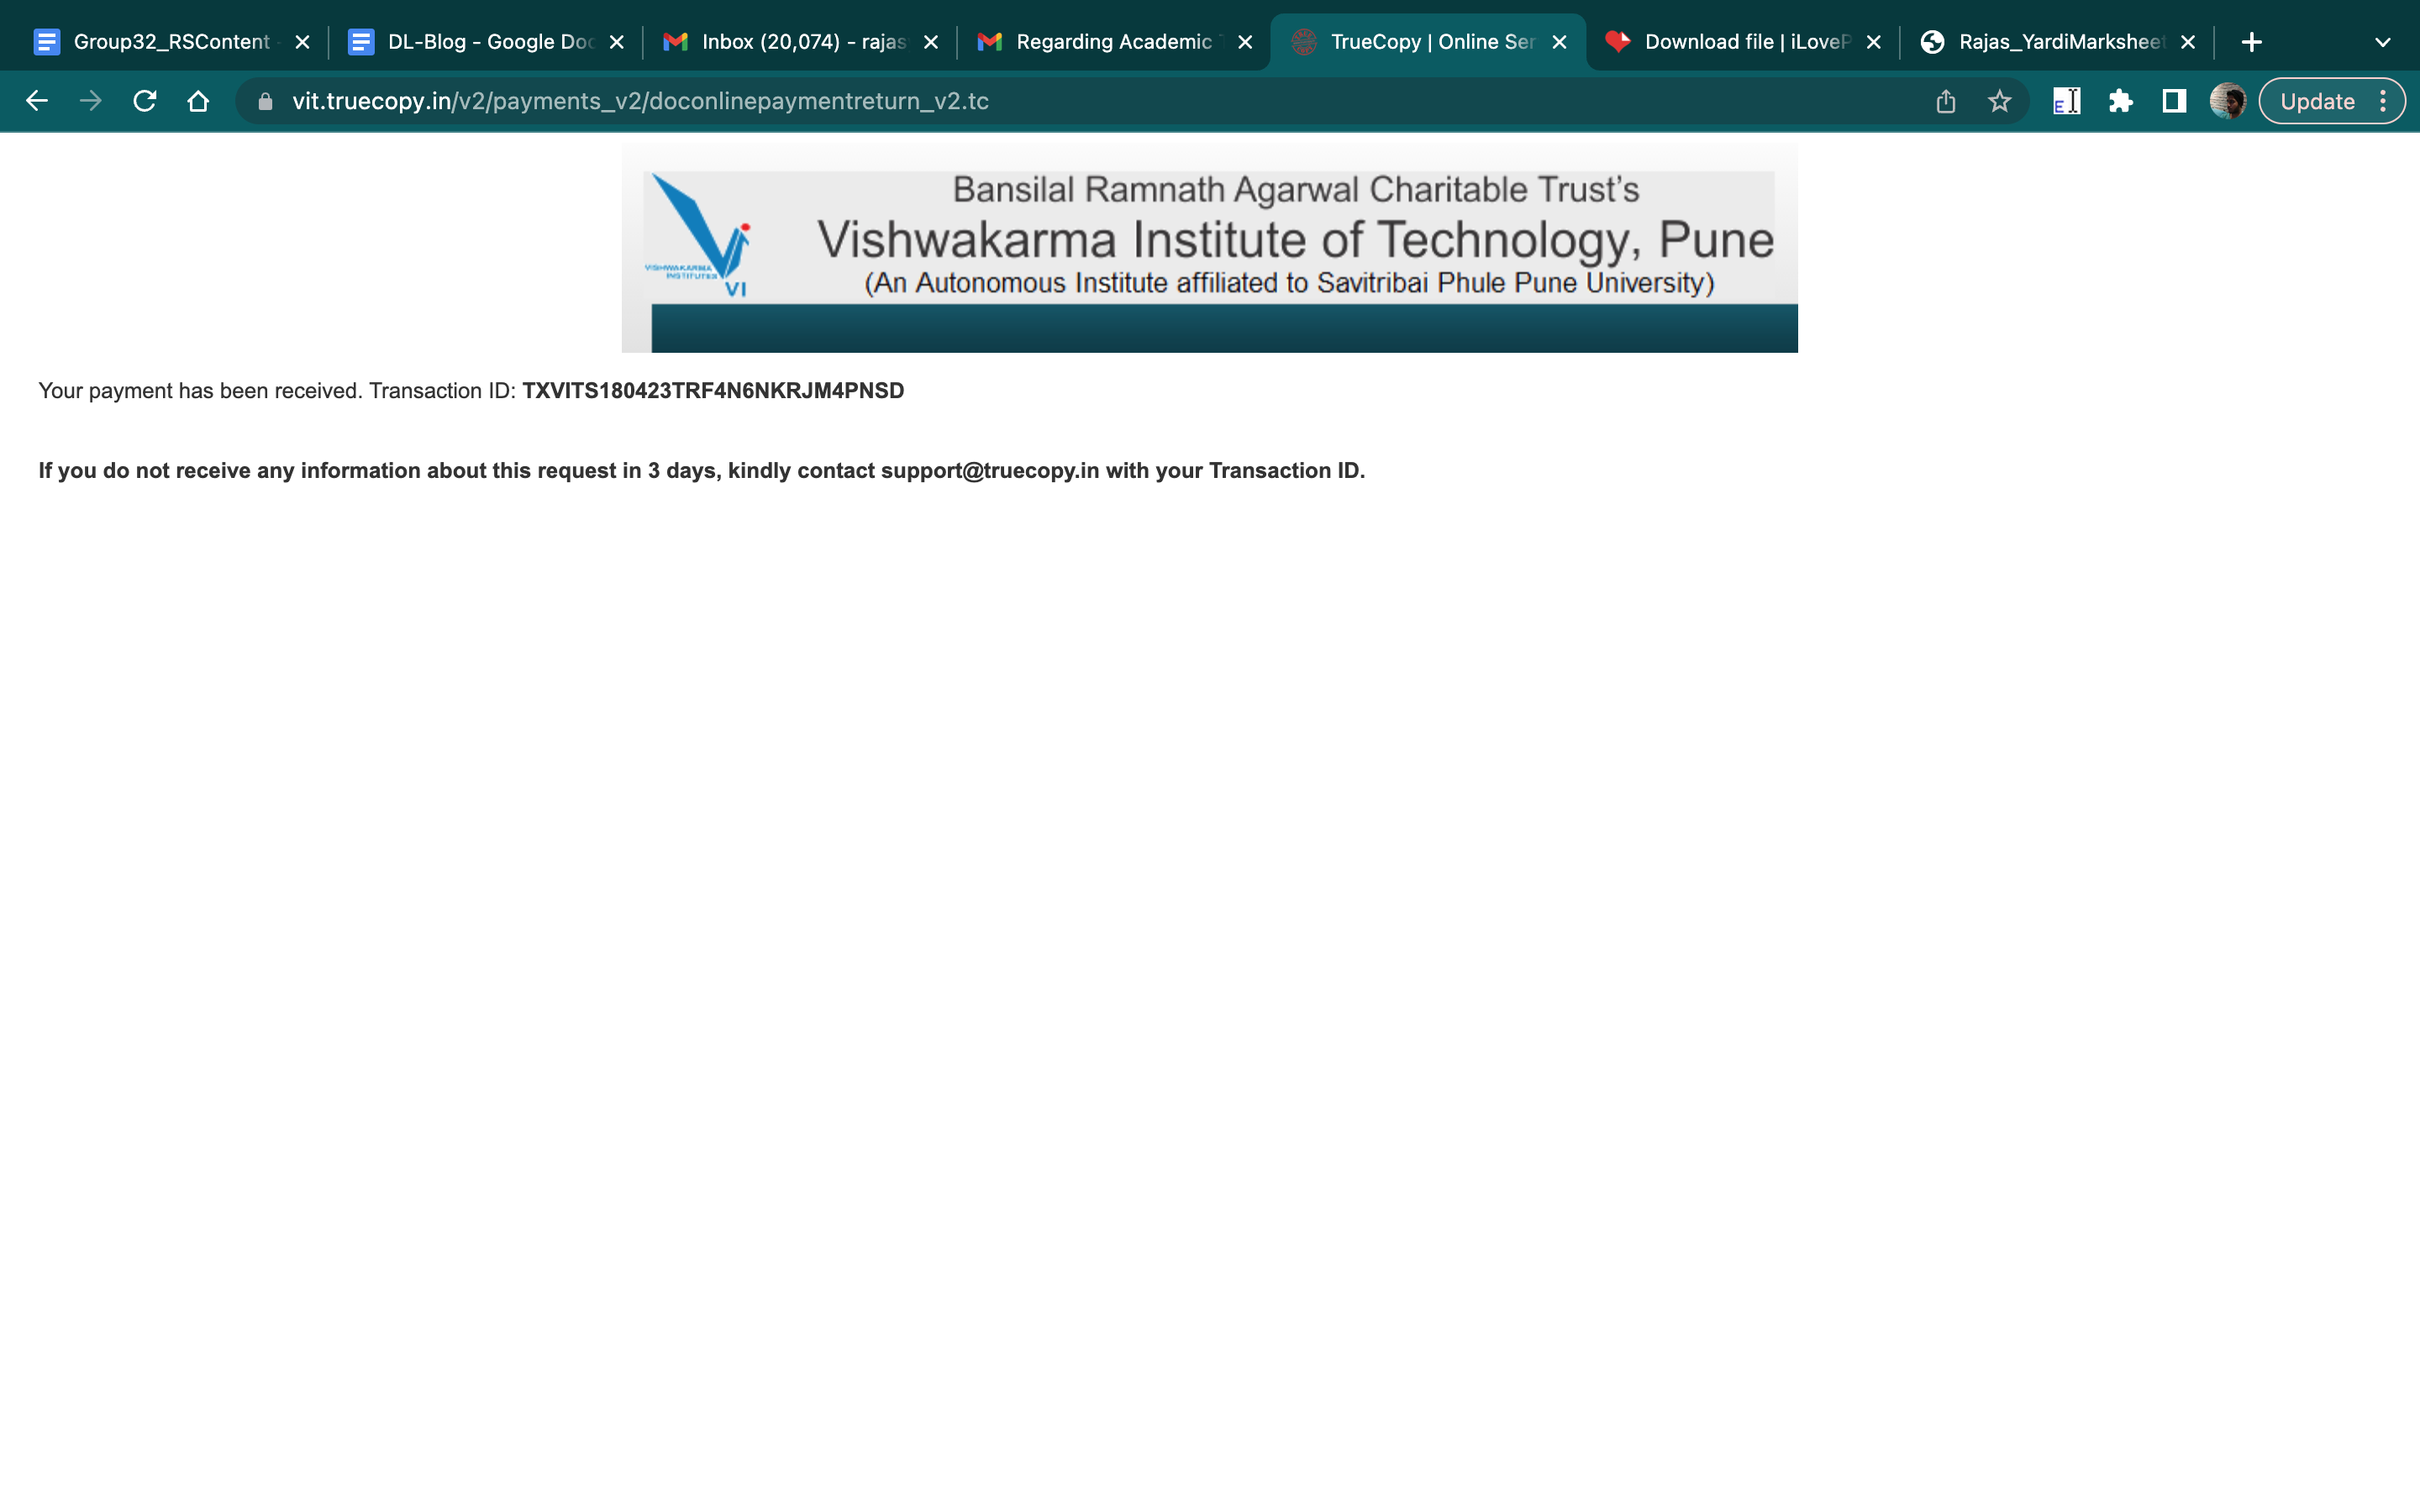 Group32_RSContent
DL-Blog - Google Doc
Inbox (20,074) - rajas
Regarding Academic
TrueCopy | Online Ser
Download file | iLoveP
Rajas_YardiMarksheet
vit.truecopy.in/v2/payments_v2/doconlinepaymentreturn_v2.tc
Update
Bansilal Ramnath Agarwal Charitable Trust's
Vishwakarma Institute of Technology, Pune
(An Autonomous Institute affiliated to Savitribai Phule Pune University)
VISHWAKARMA
INSTITUTES
VI
Your payment has been received. Transaction ID: TXVITS180423TRF4N6NKRJM4PNSD
If you do not receive any information about this request in 3 days, kindly contact support@truecopy.in with your Transaction ID.